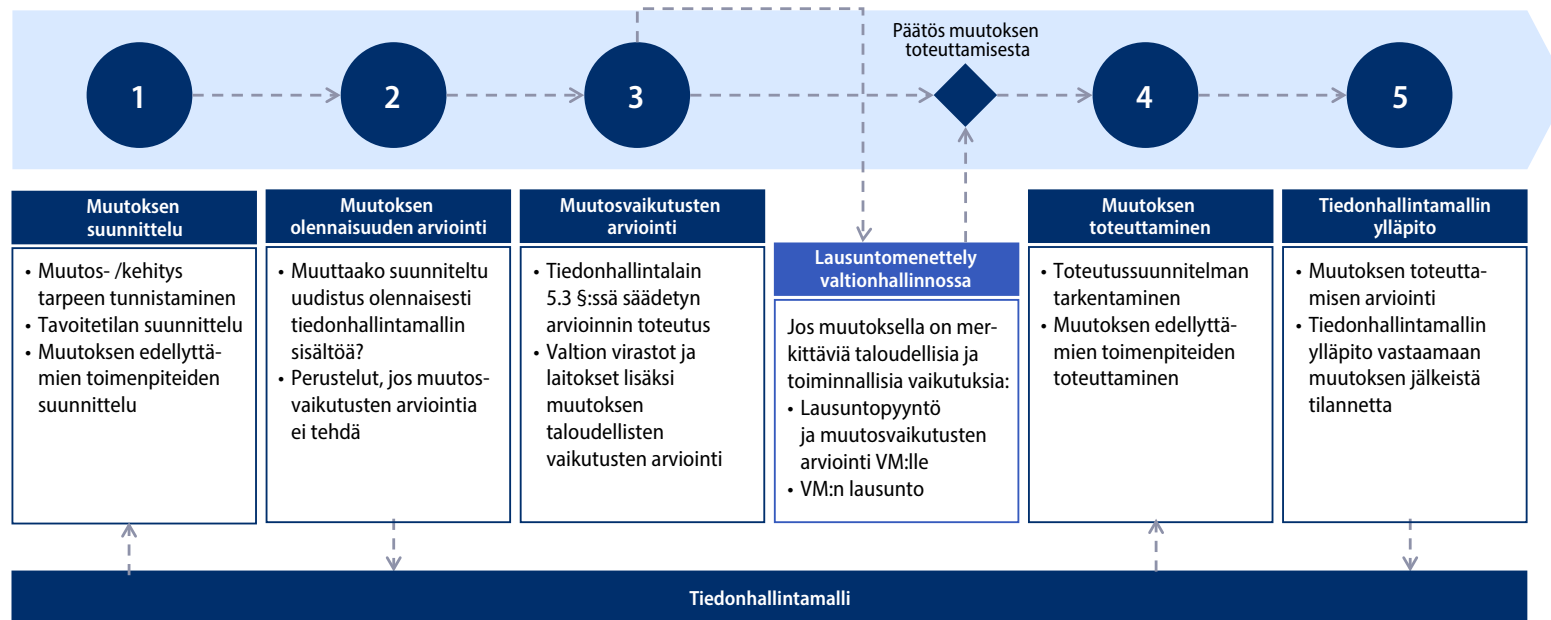 Päätös muutoksen
toteuttamisesta
1
2
3
4
5
Muutoksen
suunnittelu
• Muutos- /kehitys
tarpeen tunnistaminen
• Tavoitetilan suunnittelu
• Muutoksen edellyttä-
mien toimenpiteiden
suunnittelu
Muutoksen
olennaisuuden arviointi
• Muuttaako suunniteltu
uudistus olennaisesti
tiedonhallintamallin
sisältöä?
• Perustelut, jos muutos-
vaikutusten arviointia
ei tehdä
Muutosvaikutusten
arviointi
• Tiedonhallintalain
5.3 §:ssä säädetyn
arvioinnin toteutus
• Valtion virastot ja
laitokset lisäksi
muutoksen
taloudellisten
vaikutusten arviointi
Lausuntomenettely
valtionhallinnossa
Jos muutoksella on mer-
kittäviä taloudellisia ja
toiminnallisia vaikutuksia:
• Lausuntopyyntö
ja muutosvaikutusten
arviointi VM:lle
• VM:n lausunto
Muutoksen
toteuttaminen
• Toteutussuunnitelman
tarkentaminen
• Muutoksen edellyttä-
mien toimenpiteiden
toteuttaminen
Tiedonhallintamallin
ylläpito
• Muutoksen toteutta-
misen arviointi
• Tiedonhallintamallin
ylläpito vastaamaan
muutoksen jälkeistä
tilannetta
Tiedonhallintamalli